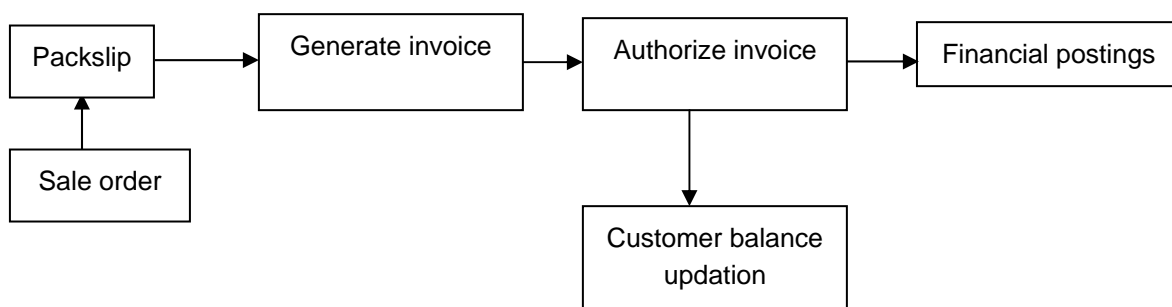 Packslip
Generate invoice
Authorize invoice
Financial postings
Sale order
Customer balance
updation